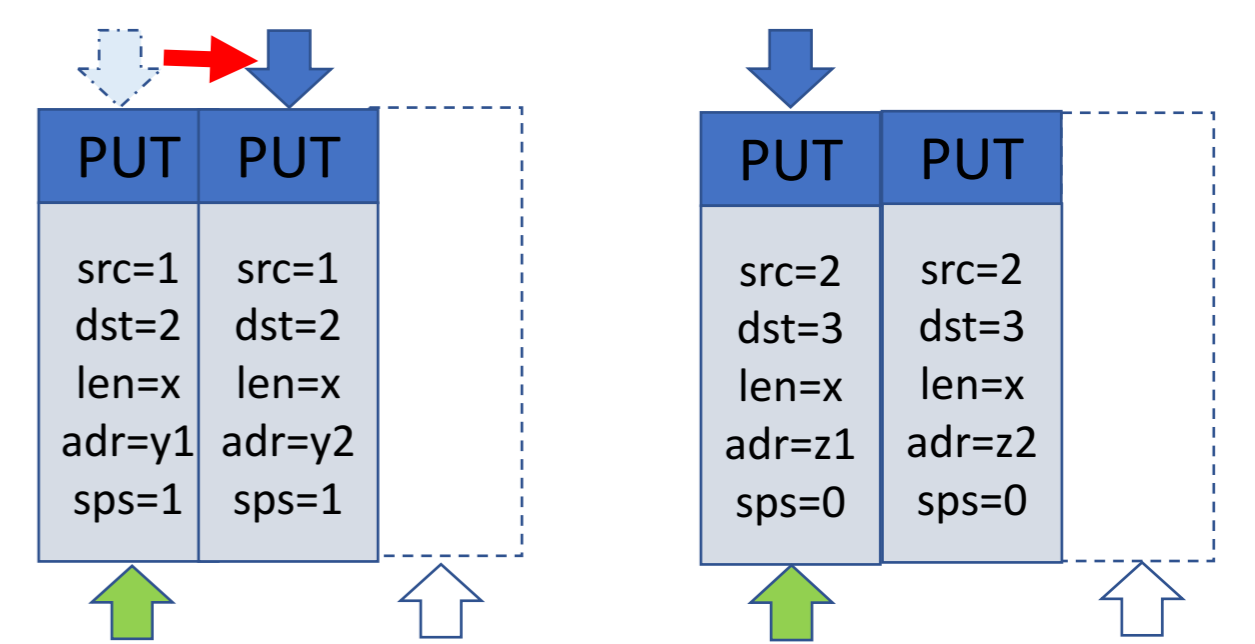 PUT
src=1
dst=2
len=x
adr=y1
sps=1
PUT
src=1
dst=2
len=x
adr=y2
sps=1
PUT
src=2
dst=3
len=x
adr=z1
sps=0
PUT
src=2
dst=3
len=x
adr=z2
sps=0